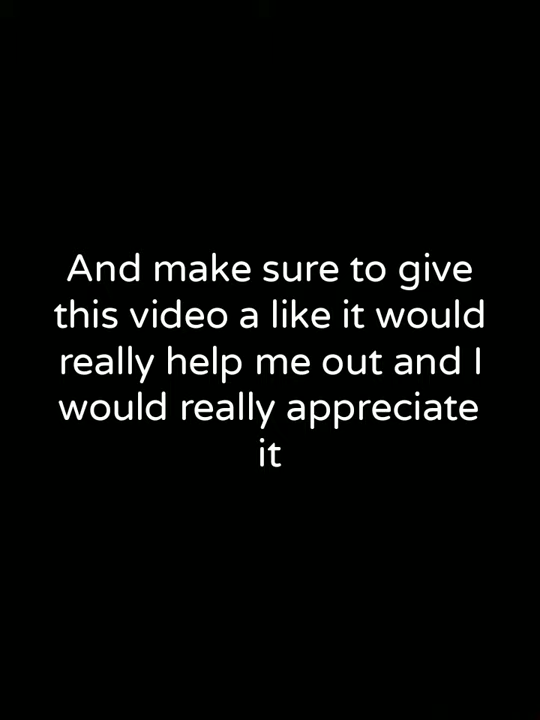 And make sure to give
this video a like it would
really help me out and I
would really appreciate
it